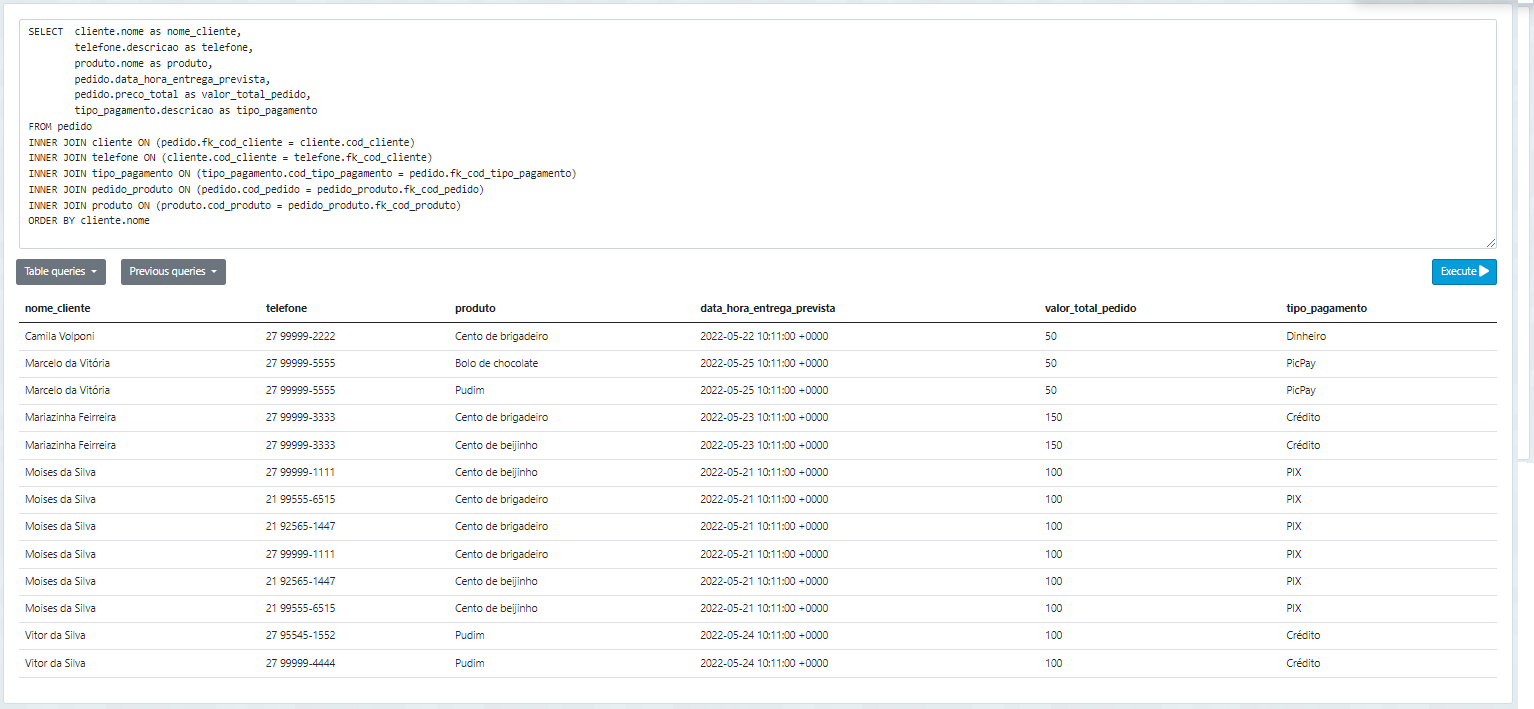 SELECT  cliente.nome as nome_cliente,
        telefone.descricao as telefone,
        produto.nome as produto,
        pedido.data_hora_entrega_prevista,
        pedido.preco_total as valor_total_pedido,
        tipo_pagamento.descricao as tipo_pagamento
FROM pedido
INNER JOIN cliente ON (pedido.fk_cod_cliente = cliente.cod_cliente)
INNER JOIN telefone ON (cliente.cod_cliente = telefone.fk_cod_cliente)
INNER JOIN tipo_pagamento ON (tipo_pagamento.cod_tipo_pagamento = pedido.fk_cod_tipo_pagamento)
INNER JOIN pedido_produto ON (pedido.cod_pedido = pedido_produto.fk_cod_pedido)
INNER JOIN produto ON (produto.cod_produto = pedido_produto.fk_cod_produto)
ORDER BY cliente.nome
Table queries Previous queries Execute
nome_cliente telefone produto data_hora_entrega_prevista valor_total_pedido tipo_pagamento
Camila Volponi 27 99999-2222 Cento de brigadeiro 2022-05-22 10:11:00 +0000 50 Dinheiro
Marcelo da Vitória 27 99999-5555 Bolo de chocolate 2022-05-25 10:11:00 +0000 50 PicPay
Marcelo da Vitória 27 99999-5555 Pudim 2022-05-25 10:11:00 +0000 50 PicPay
Mariazinha Feirreira 27 99999-3333 Cento de brigadeiro 2022-05-23 10:11:00 +0000 150 Crédito
Mariazinha Feirreira 27 99999-3333 Cento de beijinho 2022-05-23 10:11:00 +0000 150 Crédito
Moises da Silva 27 99999-1111 Cento de beijinho 2022-05-21 10:11:00 +0000 100 PIX
Moises da Silva 21 99555-6515 Cento de brigadeiro 2022-05-21 10:11:00 +0000 100 PIX
Moises da Silva 21 92565-1447 Cento de brigadeiro 2022-05-21 10:11:00 +0000 100 PIX
Moises da Silva 27 99999-1111 Cento de brigadeiro 2022-05-21 10:11:00 +0000 100 PIX
Moises da Silva 21 92565-1447 Cento de beijinho 2022-05-21 10:11:00 +0000 100 PIX
Moises da Silva 21 99555-6515 Cento de beijinho 2022-05-21 10:11:00 +0000 100 PIX
Vitor da Silva 27 95545-1552 Pudim 2022-05-24 10:11:00 +0000 100 Crédito
Vitor da Silva 27 99999-4444 Pudim 2022-05-24 10:11:00 +0000 100 Crédito